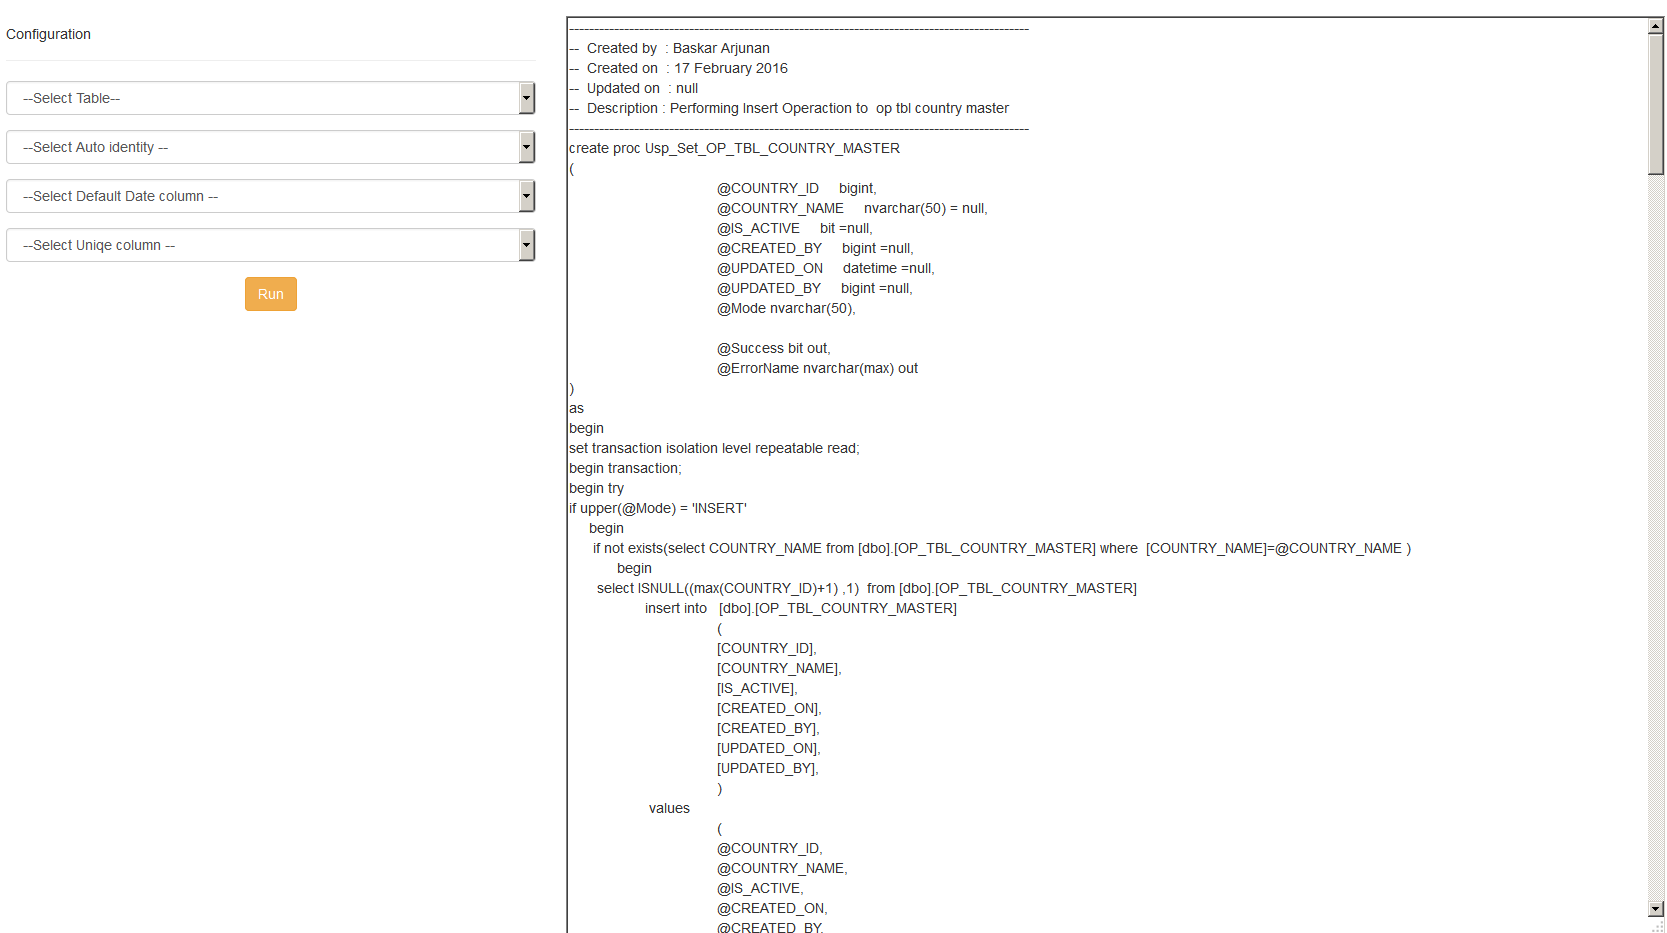 Configuration
--Select Table--
--Select Auto identity --
--Select Default Date column --
--Select Uniqe column --
Run
--------------------------------------------------------------------------------------------
-- Created by : Baskar Arjunan
-- Created on : 17 February 2016
-- Updated on : null
-- Description : Performing Insert Operaction to op tbl country master
--------------------------------------------------------------------------------------------
create proc Usp_Set_OP_TBL_COUNTRY_MASTER
(
@COUNTRY_ID bigint,
@COUNTRY_NAME nvarchar(50) = null,
@IS_ACTIVE bit =null,
@CREATED_BY bigint =null,
@UPDATED_ON datetime =null,
@UPDATED_BY bigint =null,
@Mode nvarchar(50),
@Success bit out,
@ErrorName nvarchar(max) out
)
as
begin
set transaction isolation level repeatable read;
begin transaction;
begin try
if upper(@Mode) = 'INSERT'
begin
if not exists(select COUNTRY_NAME from [dbo].[OP_TBL_COUNTRY_MASTER] where [COUNTRY_NAME]=@COUNTRY_NAME )
begin
select ISNULL((max(COUNTRY_ID)+1) ,1) from [dbo].[OP_TBL_COUNTRY_MASTER]
insert into [dbo].[OP_TBL_COUNTRY_MASTER]
(
[COUNTRY_ID],
[COUNTRY_NAME],
[IS_ACTIVE],
[CREATED_ON],
[CREATED_BY],
[UPDATED_ON],
[UPDATED_BY],
)
values
(
@COUNTRY_ID,
@COUNTRY_NAME,
@IS_ACTIVE,
@CREATED_ON,
@CREATED_BY,